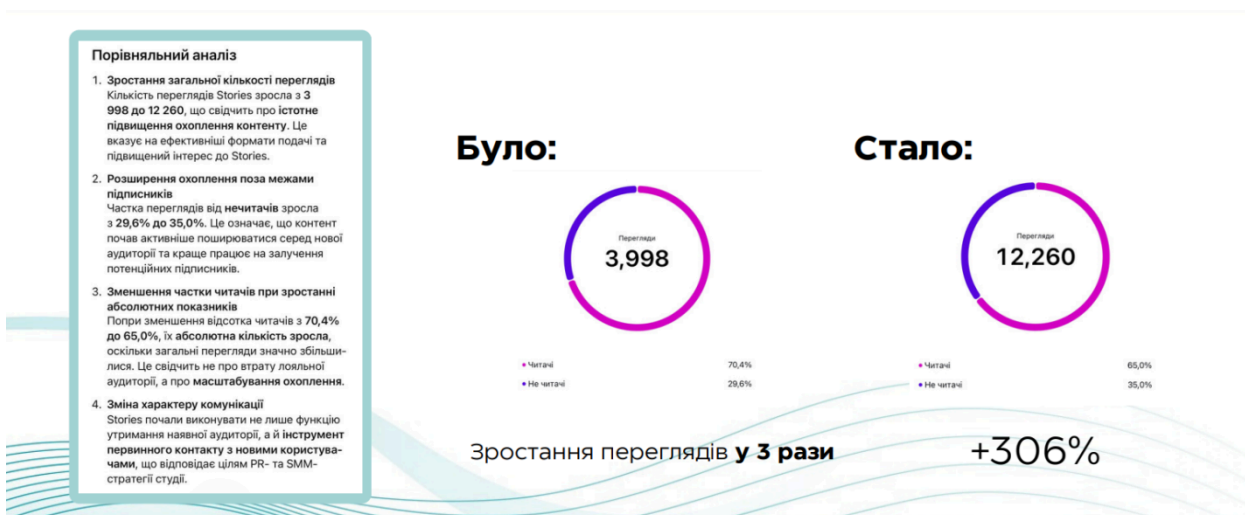 Порівняльний аналіз
1. Зростання загальної кількості переглядів
Кількість переглядів Stories зросла з 3
998 до 12 260, що свідчить про істотне
підвищення охоплення контенту. Це
вказує на ефективніші формати подачі та
підвищений інтерес до Stories.
2. Розширення охоплення поза межами
підписників
Частка переглядів від нечитачів зросла
з 29,6% до 35,0%. Це означає, що контент
почав активніше поширюватися серед нової
аудиторії та краще працює на залучення
потенційних підписників.
3. Зменшення частки читачів при зростанні
абсолютних показників
Попри зменшення відсотка читачів з 70,4%
до 65,0%, їх абсолютна кількість зросла,
оскільки загальні перегляди значно збільши-
лися. Це свідчить не про втрату лояльної
аудиторії, а про масштабування охоплення.
4. Зміна характеру комунікації
Stories почали виконувати не лише функцію
утримання наявної аудиторії, а й інструмент
первинного контакту з новими користува-
чами, що відповідає цілям PR- та SMM-
стратегії студії.
Було:
Перегляди
3,998
• Читачі 70,4%
• Не читачі 29,6%
Стало:
Перегляди
12,260
• Читачі 65,0%
• Не читачі 35,0%
Зростання переглядів у 3 рази
+306%